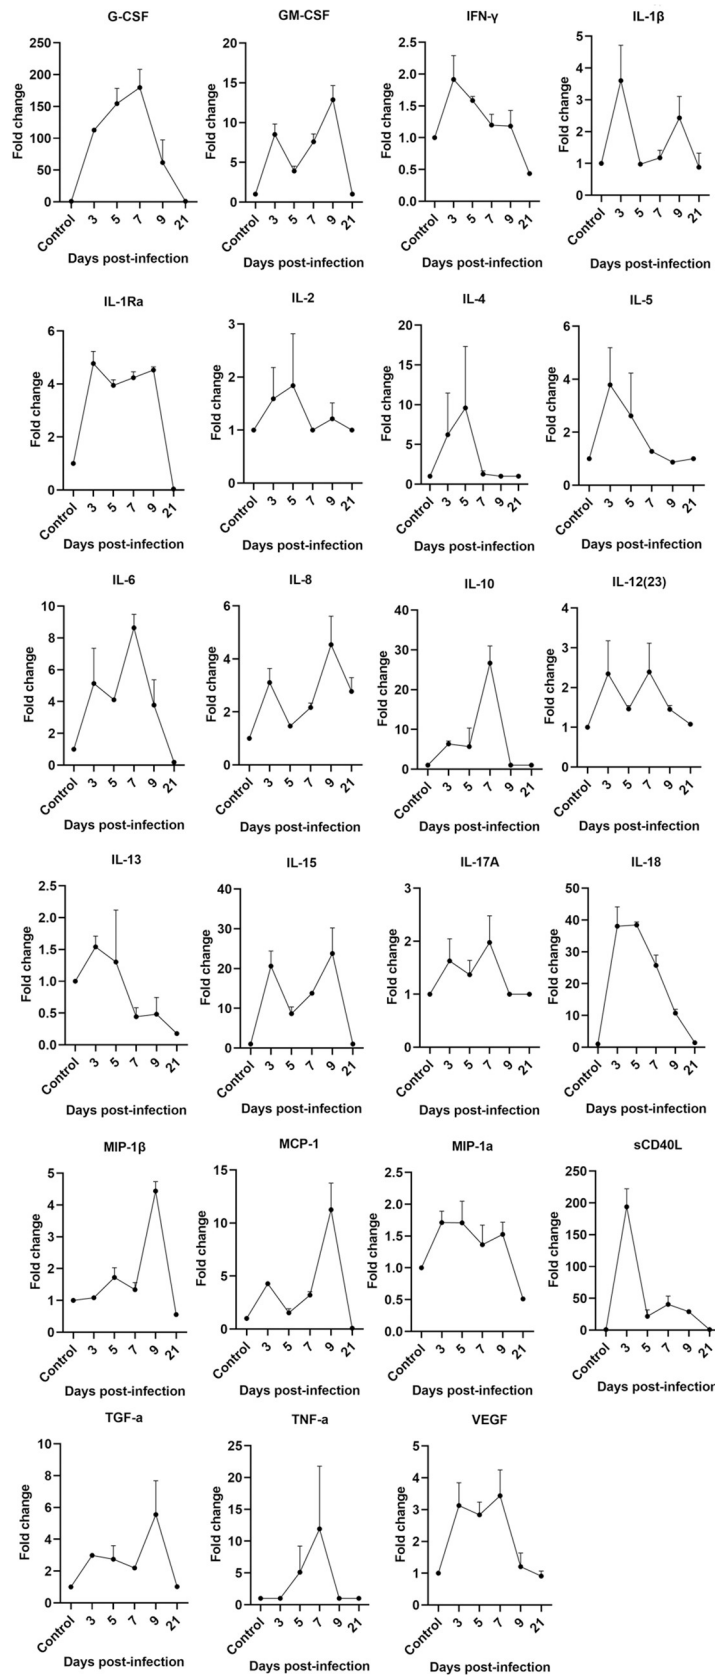 G-CSF
Fold change
250
200
150
100
50
0
Control 3 5 7 9 21
Days post-infection
GM-CSF
Fold change
20
15
10
5
0
Control 3 5 7 9 21
Days post-infection
IFN-γ
Fold change
2.5
2.0
1.5
1.0
0.5
0.0
Control 3 5 7 9 21
Days post-infection
IL-1β
Fold change
5
4
3
2
1
0
Control 3 5 7 9 21
Days post-infection
IL-1Ra
Fold change
6
4
2
0
Control 3 5 7 9 21
Days post-infection
IL-2
Fold change
3
2
1
0
Control 3 5 7 9 21
Days post-infection
IL-4
Fold change
20
15
10
5
0
Control 3 5 7 9 21
Days post-infection
IL-5
Fold change
6
4
2
0
Control 3 5 7 9 21
Days post-infection
IL-6
Fold change
10
8
6
4
2
0
Control 3 5 7 9 21
Days post-infection
IL-8
Fold change
6
4
2
0
Control 3 5 7 9 21
Days post-infection
IL-10
Fold change
40
30
20
10
0
Control 3 5 7 9 21
Days post-infection
IL-12(23)
Fold change
4
3
2
1
0
Control 3 5 7 9 21
Days post-infection
IL-13
Fold change
2.5
2.0
1.5
1.0
0.5
0.0
Control 3 5 7 9 21
Days post-infection
IL-15
Fold change
40
30
20
10
0
Control 3 5 7 9 21
Days post-infection
IL-17A
Fold change
3
2
1
0
Control 3 5 7 9 21
Days post-infection
IL-18
Fold change
50
40
30
20
10
0
Control 3 5 7 9 21
Days post-infection
MIP-1β
Fold change
5
4
3
2
1
0
Control 3 5 7 9 21
Days post-infection
MCP-1
Fold change
15
10
5
0
Control 3 5 7 9 21
Days post-infection
MIP-1a
Fold change
2.5
2.0
1.5
1.0
0.5
0.0
Control 3 5 7 9 21
Days post-infection
sCD40L
Fold change
250
200
150
100
50
0
Control 3 5 7 9 21
Days post-infection
TGF-a
Fold change
10
8
6
4
2
0
Control 3 5 7 9 21
Days post-infection
TNF-a
Fold change
25
20
15
10
5
0
Control 3 5 7 9 21
Days post-infection
VEGF
Fold change
5
4
3
2
1
0
Control 3 5 7 9 21
Days post-infection